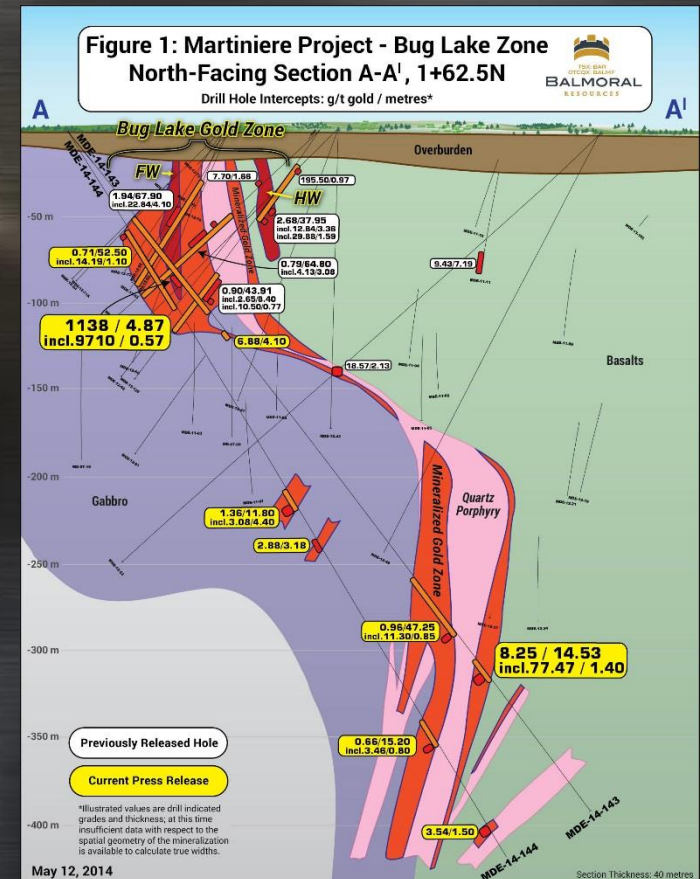 Figure 1: Martiniere Project - Bug Lake Zone
North-Facing Section A-Aᴵ, 1+62.5N
Drill Hole Intercepts: g/t gold / metres*
TSX: BAR
OTCQX: BALMF
BALMORAL
RESOURCES
A
Aᴵ
Bug Lake Gold Zone
Overburden
MDE-14-143
MDE-14-144
FW
HW
7.70/1.66
195.50/0.97
1.94/67.90
incl.22.84/4.10
Mineralized Gold Zone
-50 m
2.68/37.95
incl.12.84/3.36
incl.29.88/1.59
0.71/52.50
incl.14.19/1.10
0.79/64.80
incl.4.13/3.08
9.43/7.19
0.90/43.91
incl.2.65/8.40
incl.10.50/0.77
-100 m
1138 / 4.87
incl.9710 / 0.57
6.88/4.10
18.57/2.13
Basalts
-150 m
-200 m
Gabbro
Mineralized Gold Zone
Quartz
Porphyry
1.36/11.80
incl.3.08/4.40
2.88/3.18
-250 m
0.96/47.25
incl.11.30/0.85
-300 m
8.25 / 14.53
incl.77.47 / 1.40
-350 m
0.66/15.20
incl.3.46/0.80
Previously Released Hole
Current Press Release
*Illustrated values are drill indicated
grades and thickness; at this time
insufficient data with respect to the
spatial geometry of the mineralization
is available to calculate true widths.
-400 m
3.54/1.50
MDE-14-143
MDE-14-144
May 12, 2014
Section Thickness: 40 metres